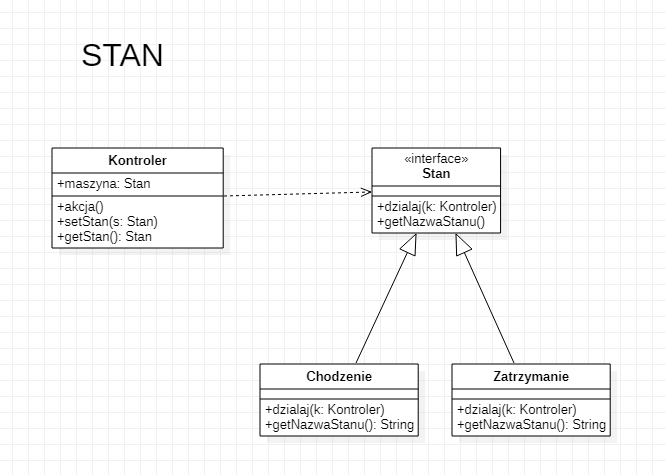 STAN
Kontroler
+maszyna: Stan
+akcja()
+setStan(s: Stan)
+getStan(): Stan
«interface»
Stan
+dzialaj(k: Kontroler)
+getNazwaStanu()
Chodzenie
+dzialaj(k: Kontroler)
+getNazwaStanu(): String
Zatrzymanie
+dzialaj(k: Kontroler)
+getNazwaStanu(): String